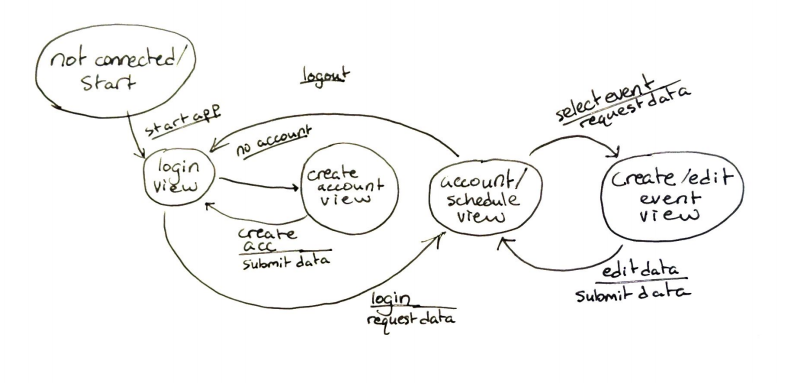 not connected/
Start
start app
logout
no account
select event
request data
login
view
create
account
view
account/
schedule
view
Create/edit
event
view
create
acc
submit data
edit data
submit data
login
request data